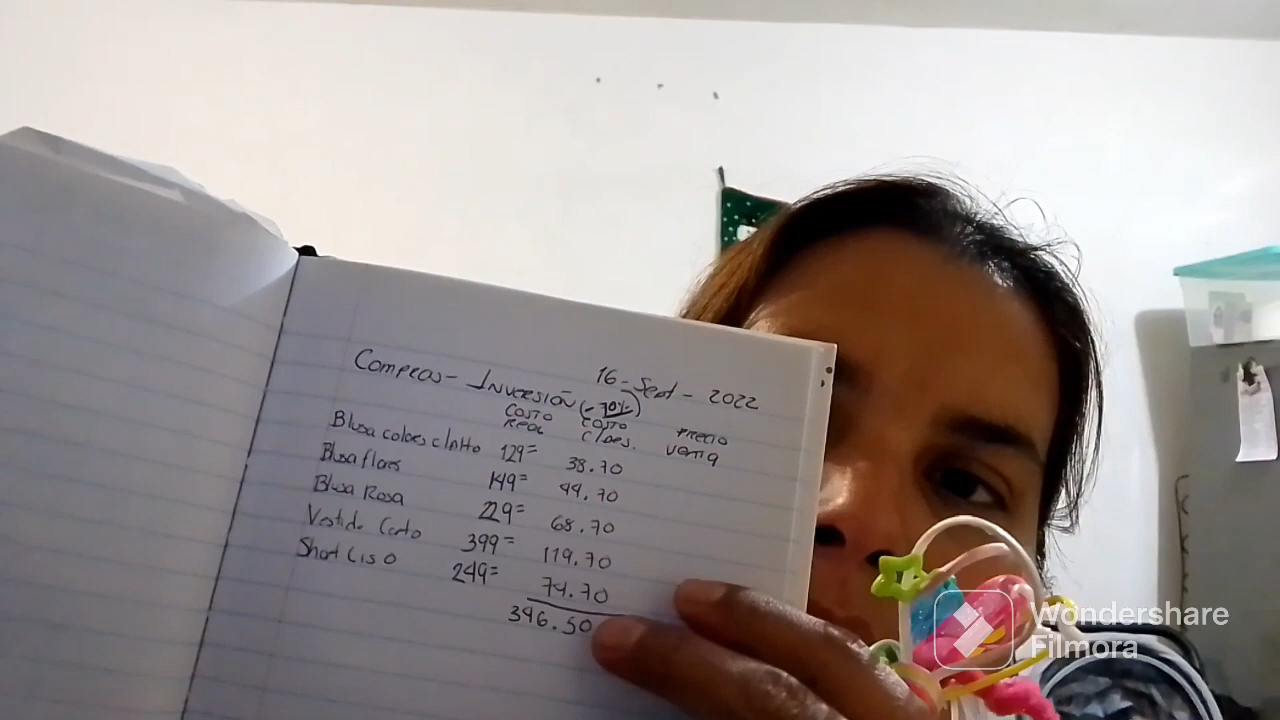 Compras - Inversión 16 - Sept - 2022
(-70%)
Costo Real Costo Claes. Precio Venta
Blusa colores clarito 129= 38.70
Blusa flores 149= 44.70
Blusa Rosa 229= 68.70
Vestido Corto 399= 119.70
Short Liso 249= 74.70
346.50
Wondershare
Filmora